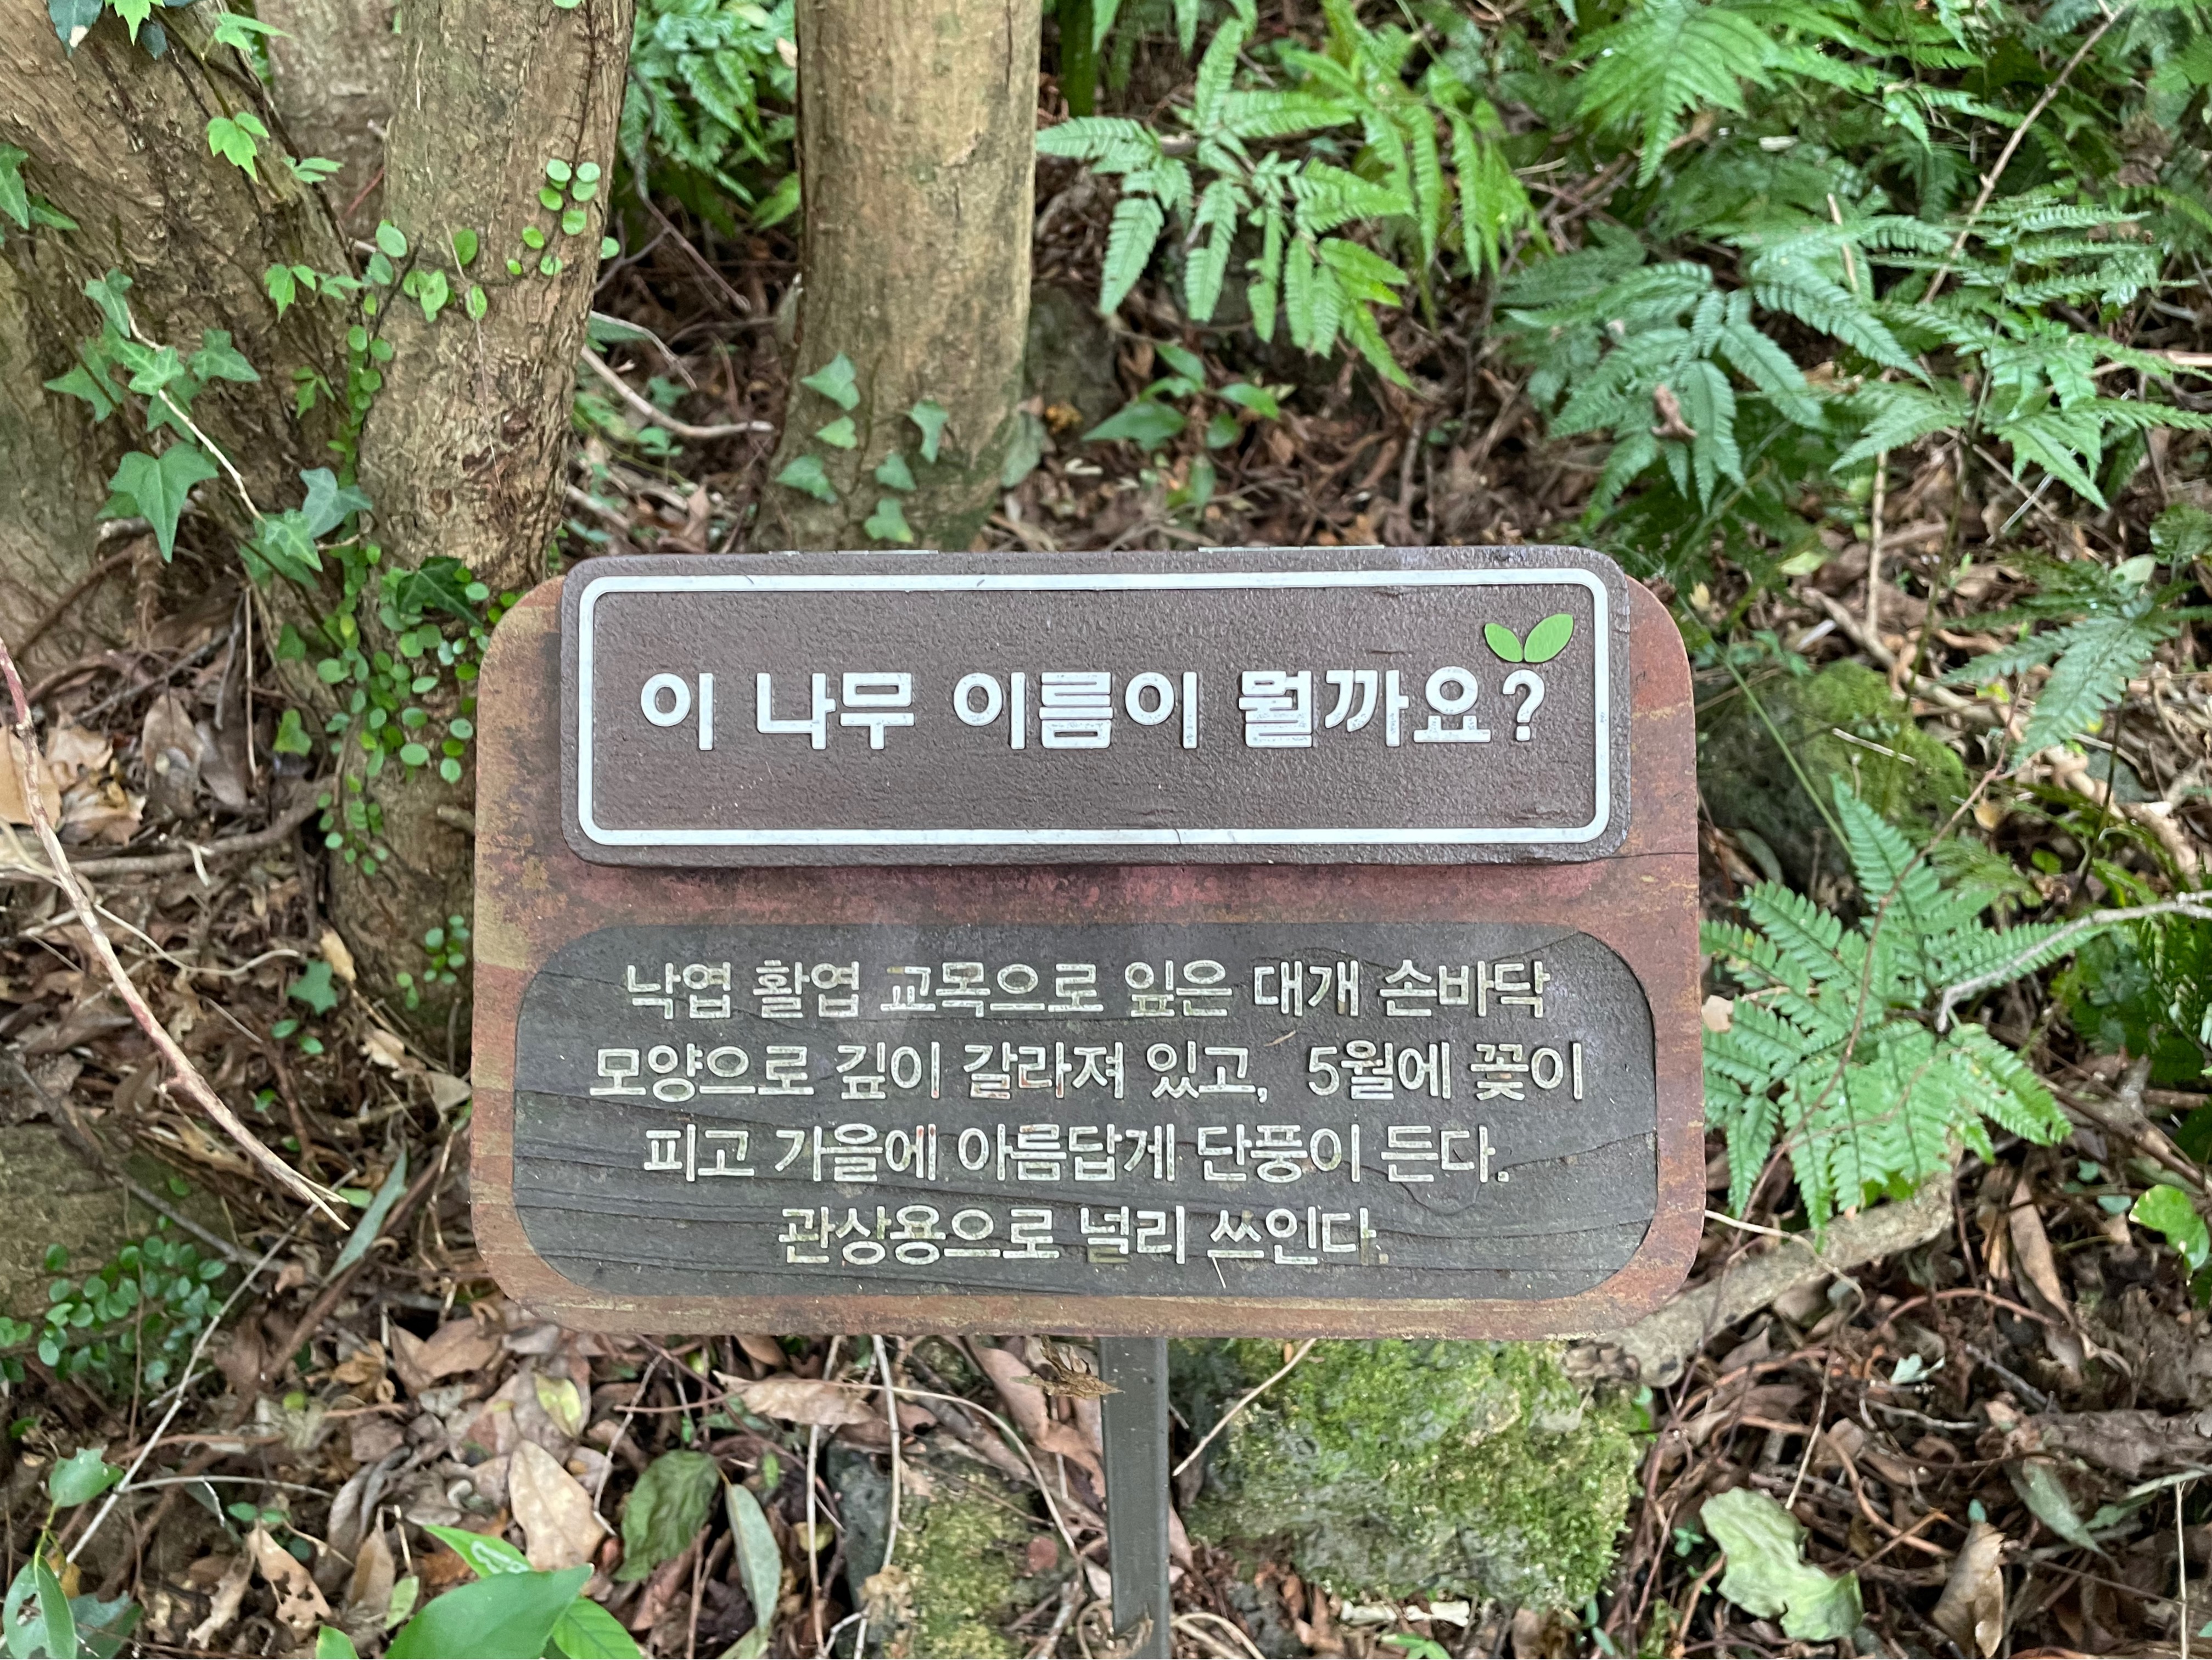 이 나무 이름이 뭘까요?
낙엽 활엽 교목으로 잎은 대개 손바닥
모양으로 깊이 갈라져 있고, 5월에 꽃이
피고 가을에 아름답게 단풍이 든다.
관상용으로 널리 쓰인다.